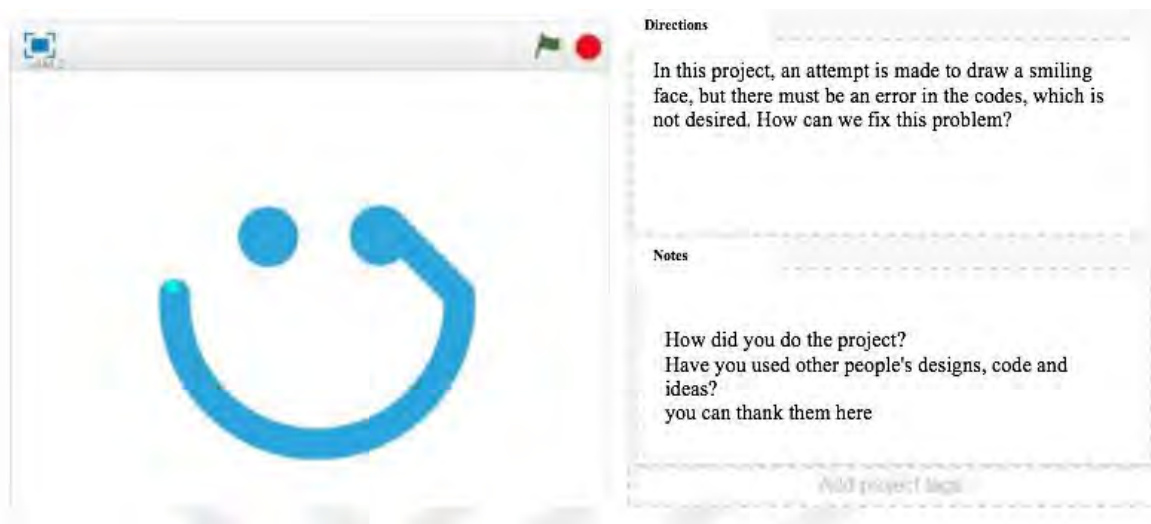 Directions
In this project, an attempt is made to draw a smiling
face, but there must be an error in the codes, which is
not desired. How can we fix this problem?
Notes
How did you do the project?
Have you used other people's designs, code and
ideas?
you can thank them here
Add project tags